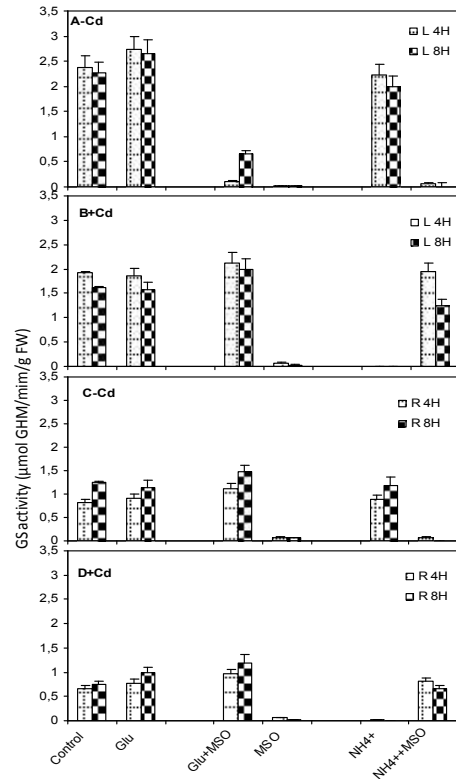 A-Cd
L 4H
L 8H
3,5
3
2,5
2
1,5
1
0,5
0
B+Cd
L 4H
L 8H
3,5
3
2,5
2
1,5
1
0,5
0
C-Cd
R 4H
R 8H
3,5
3
2,5
2
1,5
1
0,5
0
D+Cd
R 4H
R 8H
3,5
3
2,5
2
1,5
1
0,5
0
GSactivity (µmol GHM/mim/g FW)
Control
Glu
Glu+MSO
MSO
NH4+
NH4++MSO